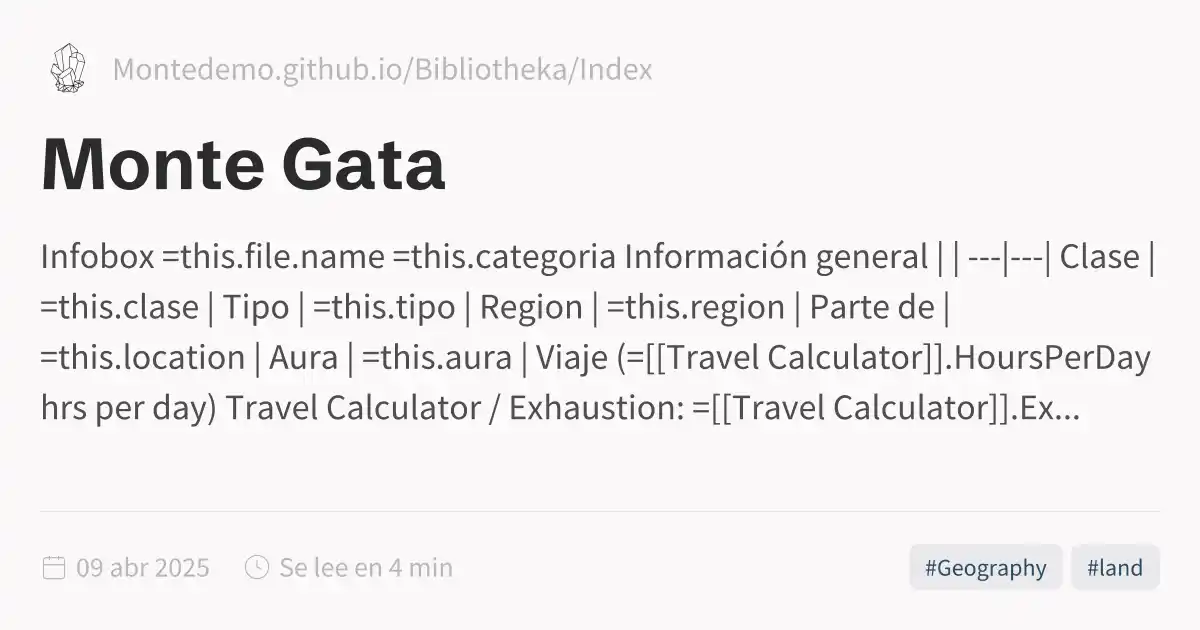 Montedemo.github.io/Bibliotheka/Index
Monte Gata
Infobox =this.file.name =this.categoria Información general | | ---|---| Clase |
=this.clase | Tipo | =this.tipo | Region | =this.region | Parte de |
=this.location | Aura | =this.aura | Viaje (=[[Travel Calculator]].HoursPerDay
hrs per day) Travel Calculator / Exhaustion: =[[Travel Calculator]].Ex...
09 abr 2025
Se lee en 4 min
#Geography
#land